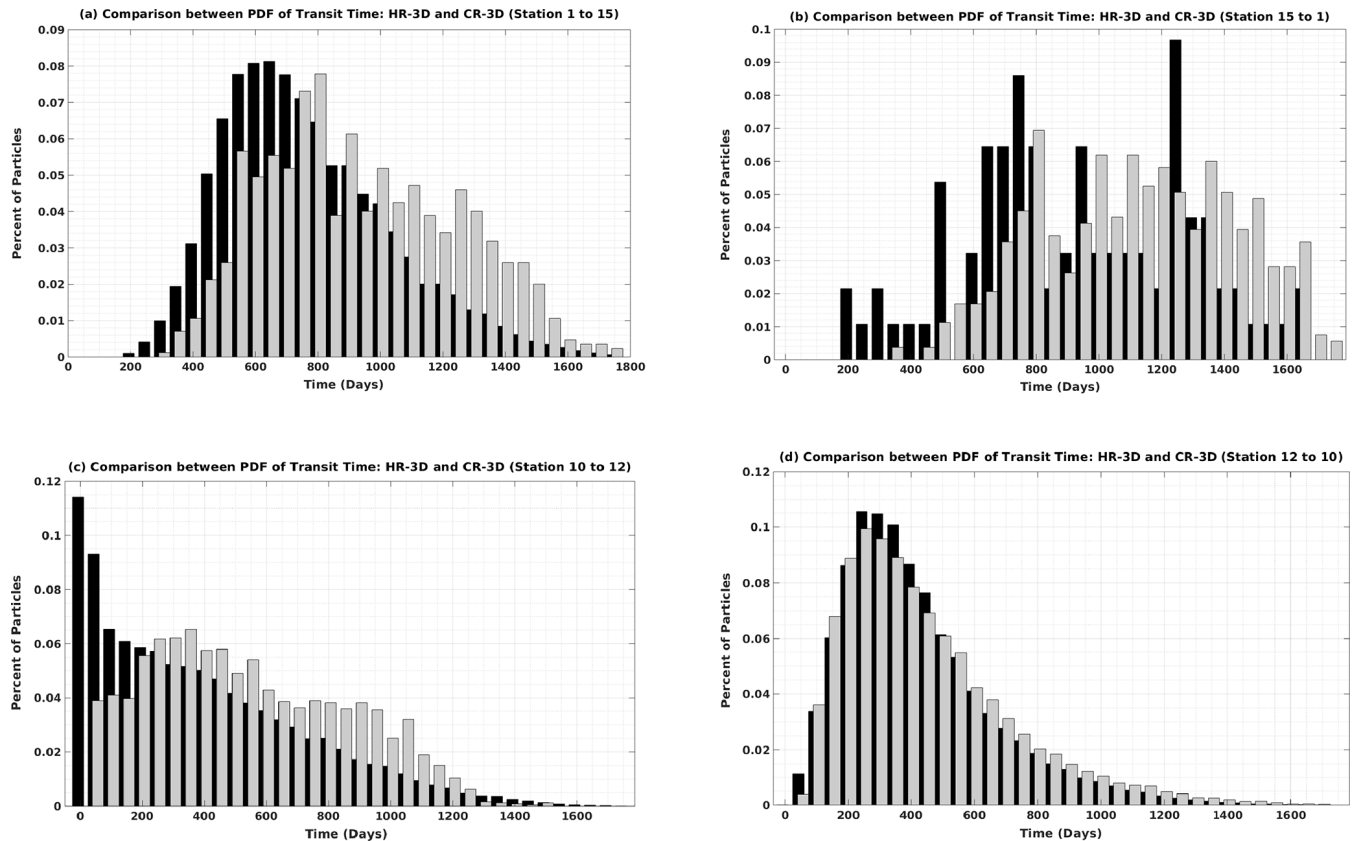 (a) Comparison between PDF of Transit Time: HR-3D and CR-3D (Station 1 to 15)
Percent of Particles
0.09
0.08
0.07
0.06
0.05
0.04
0.03
0.02
0.01
0
0 200 400 600 800 1000 1200 1400 1600 1800
Time (Days)
(b) Comparison between PDF of Transit Time: HR-3D and CR-3D (Station 15 to 1)
Percent of Particles
0.1
0.09
0.08
0.07
0.06
0.05
0.04
0.03
0.02
0.01
0
0 200 400 600 800 1000 1200 1400 1600
Time (Days)
(c) Comparison between PDF of Transit Time: HR-3D and CR-3D (Station 10 to 12)
Percent of Particles
0.12
0.1
0.08
0.06
0.04
0.02
0
0 200 400 600 800 1000 1200 1400 1600
Time (Days)
(d) Comparison between PDF of Transit Time: HR-3D and CR-3D (Station 12 to 10)
Percent of Particles
0.12
0.1
0.08
0.06
0.04
0.02
0
0 200 400 600 800 1000 1200 1400 1600
Time (Days)